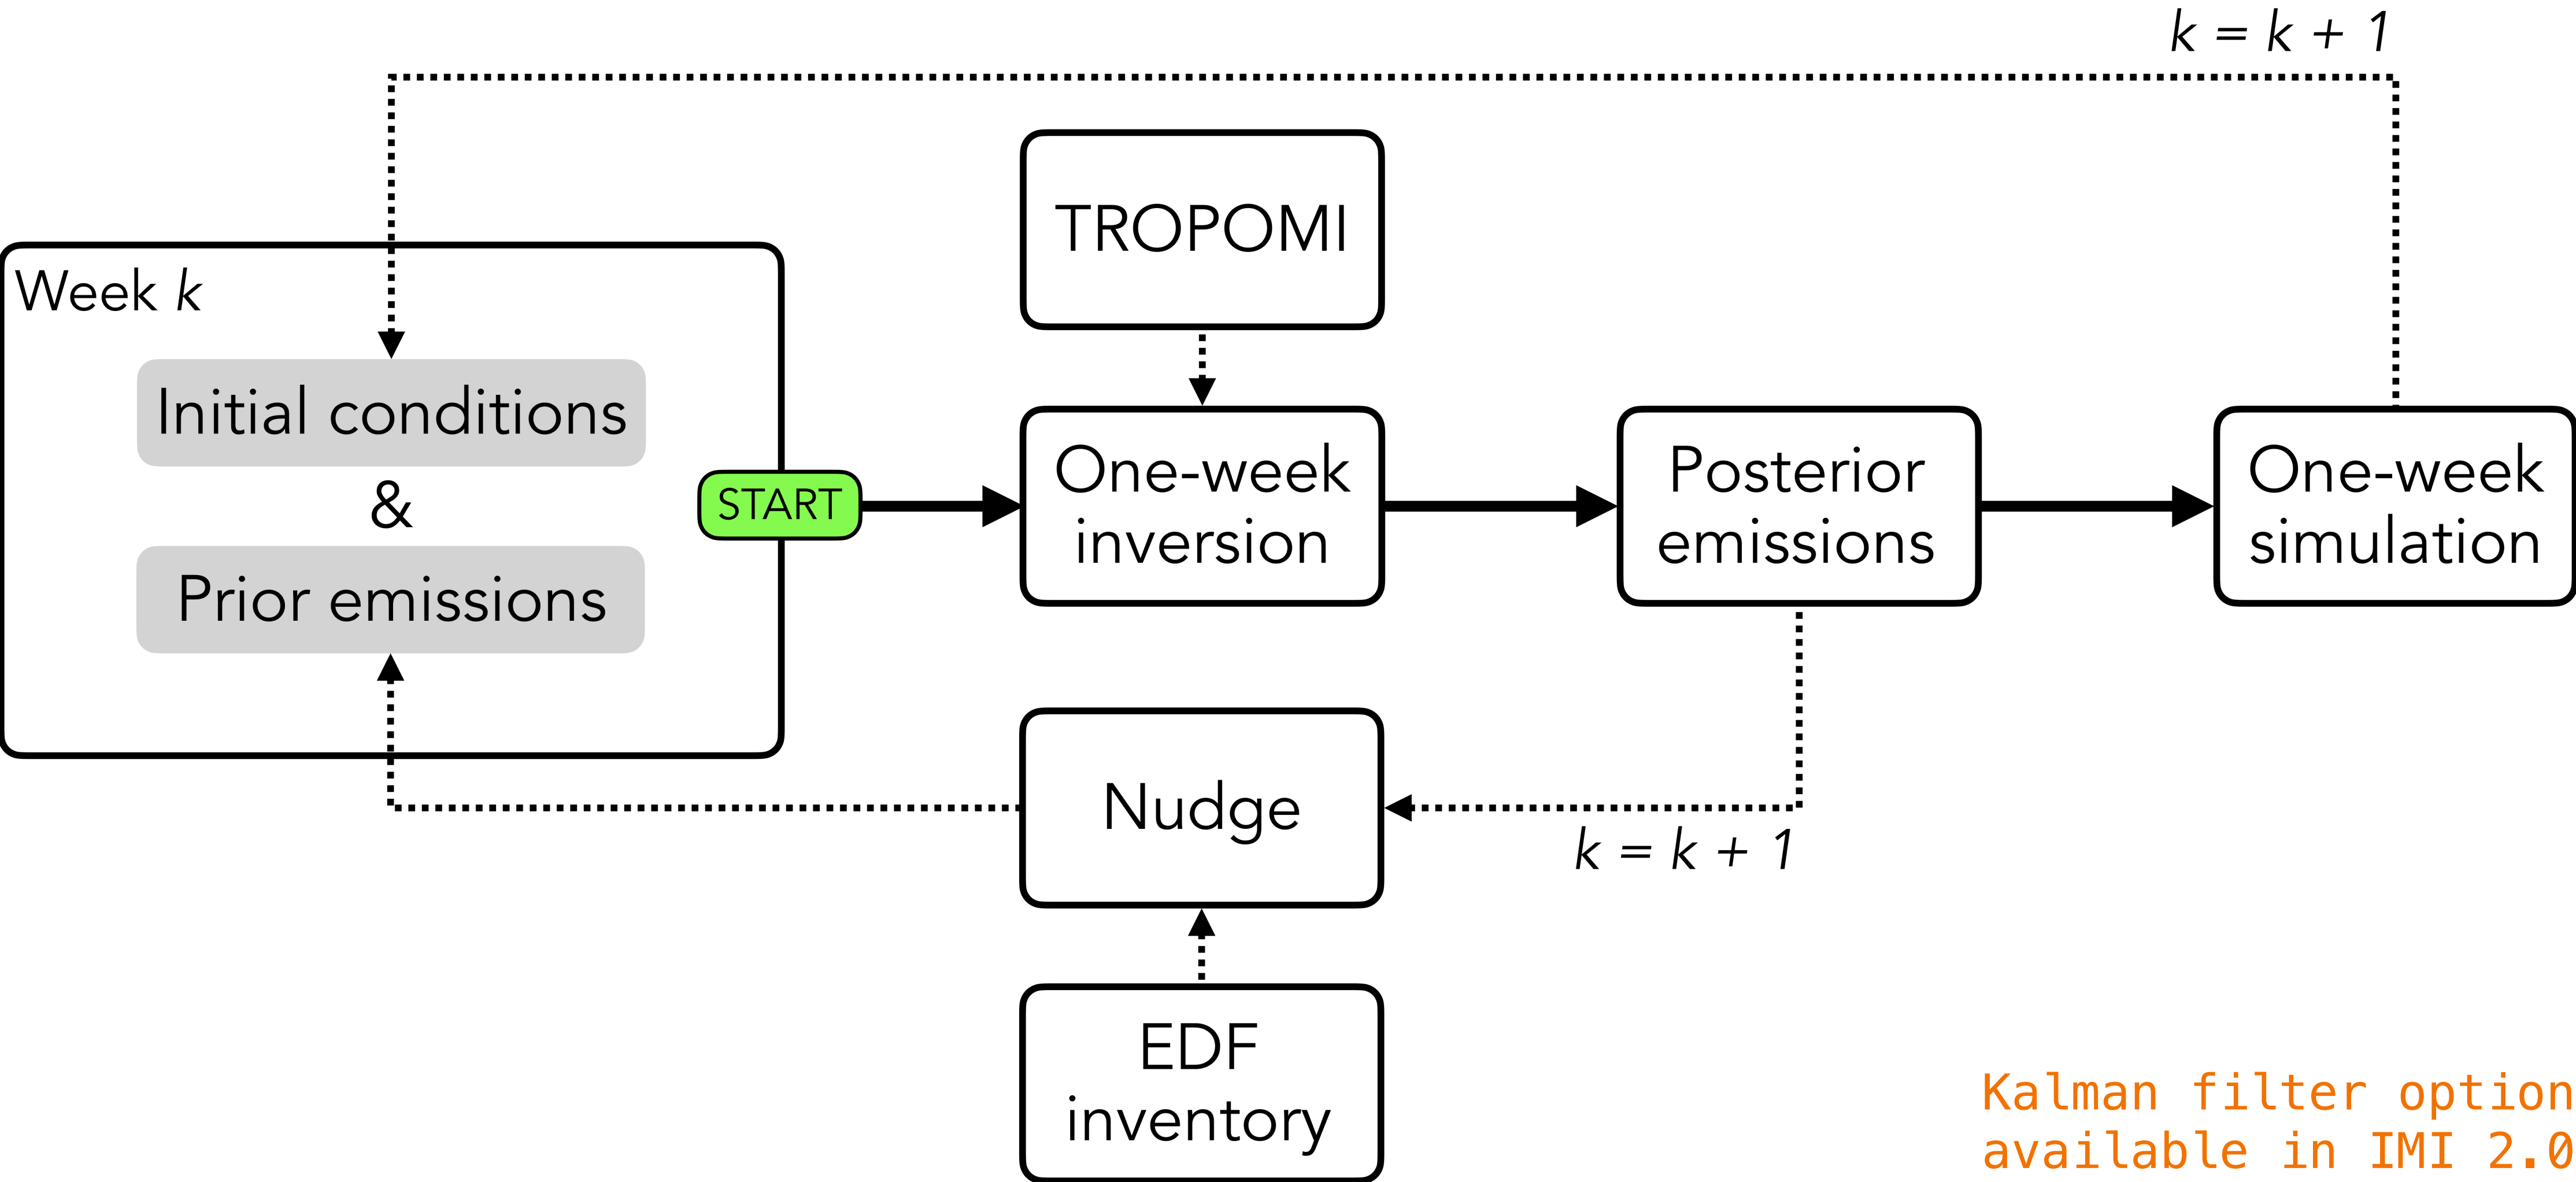 k = k + 1
TROPOMI
Week k
Initial conditions
&
Prior emissions
START
One-week
inversion
Posterior
emissions
One-week
simulation
Nudge
k = k + 1
EDF
inventory
Kalman filter option
available in IMI 2.0